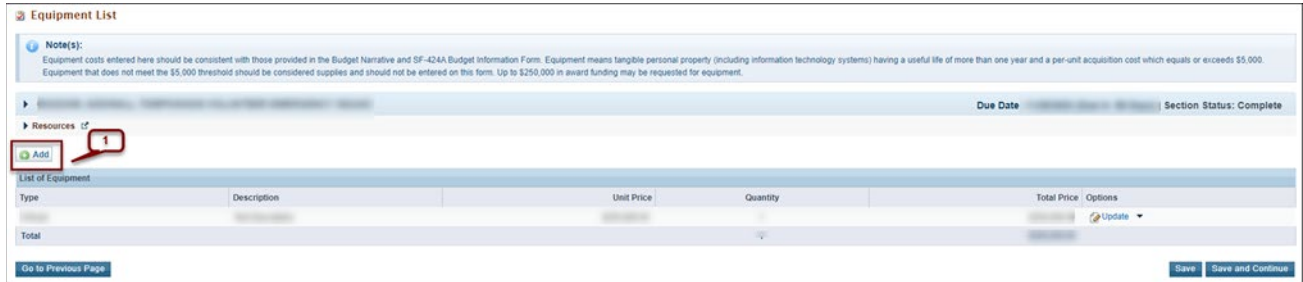 Equipment List
Note(s):
Equipment costs entered here should be consistent with those provided in the Budget Narrative and SF-424A Budget Information Form. Equipment means tangible personal property (including information technology systems) having a useful life of more than one year and a per-unit acquisition cost which equals or exceeds $5,000.
Equipment that does not meet the $5,000 threshold should be considered supplies and should not be entered on this form. Up to $250,000 in award funding may be requested for equipment.
Due Date Section Status: Complete
Resources
1
Add
List of Equipment
Type Description Unit Price Quantity Total Price Options
Update
Total
Go to Previous Page Save Save and Continue